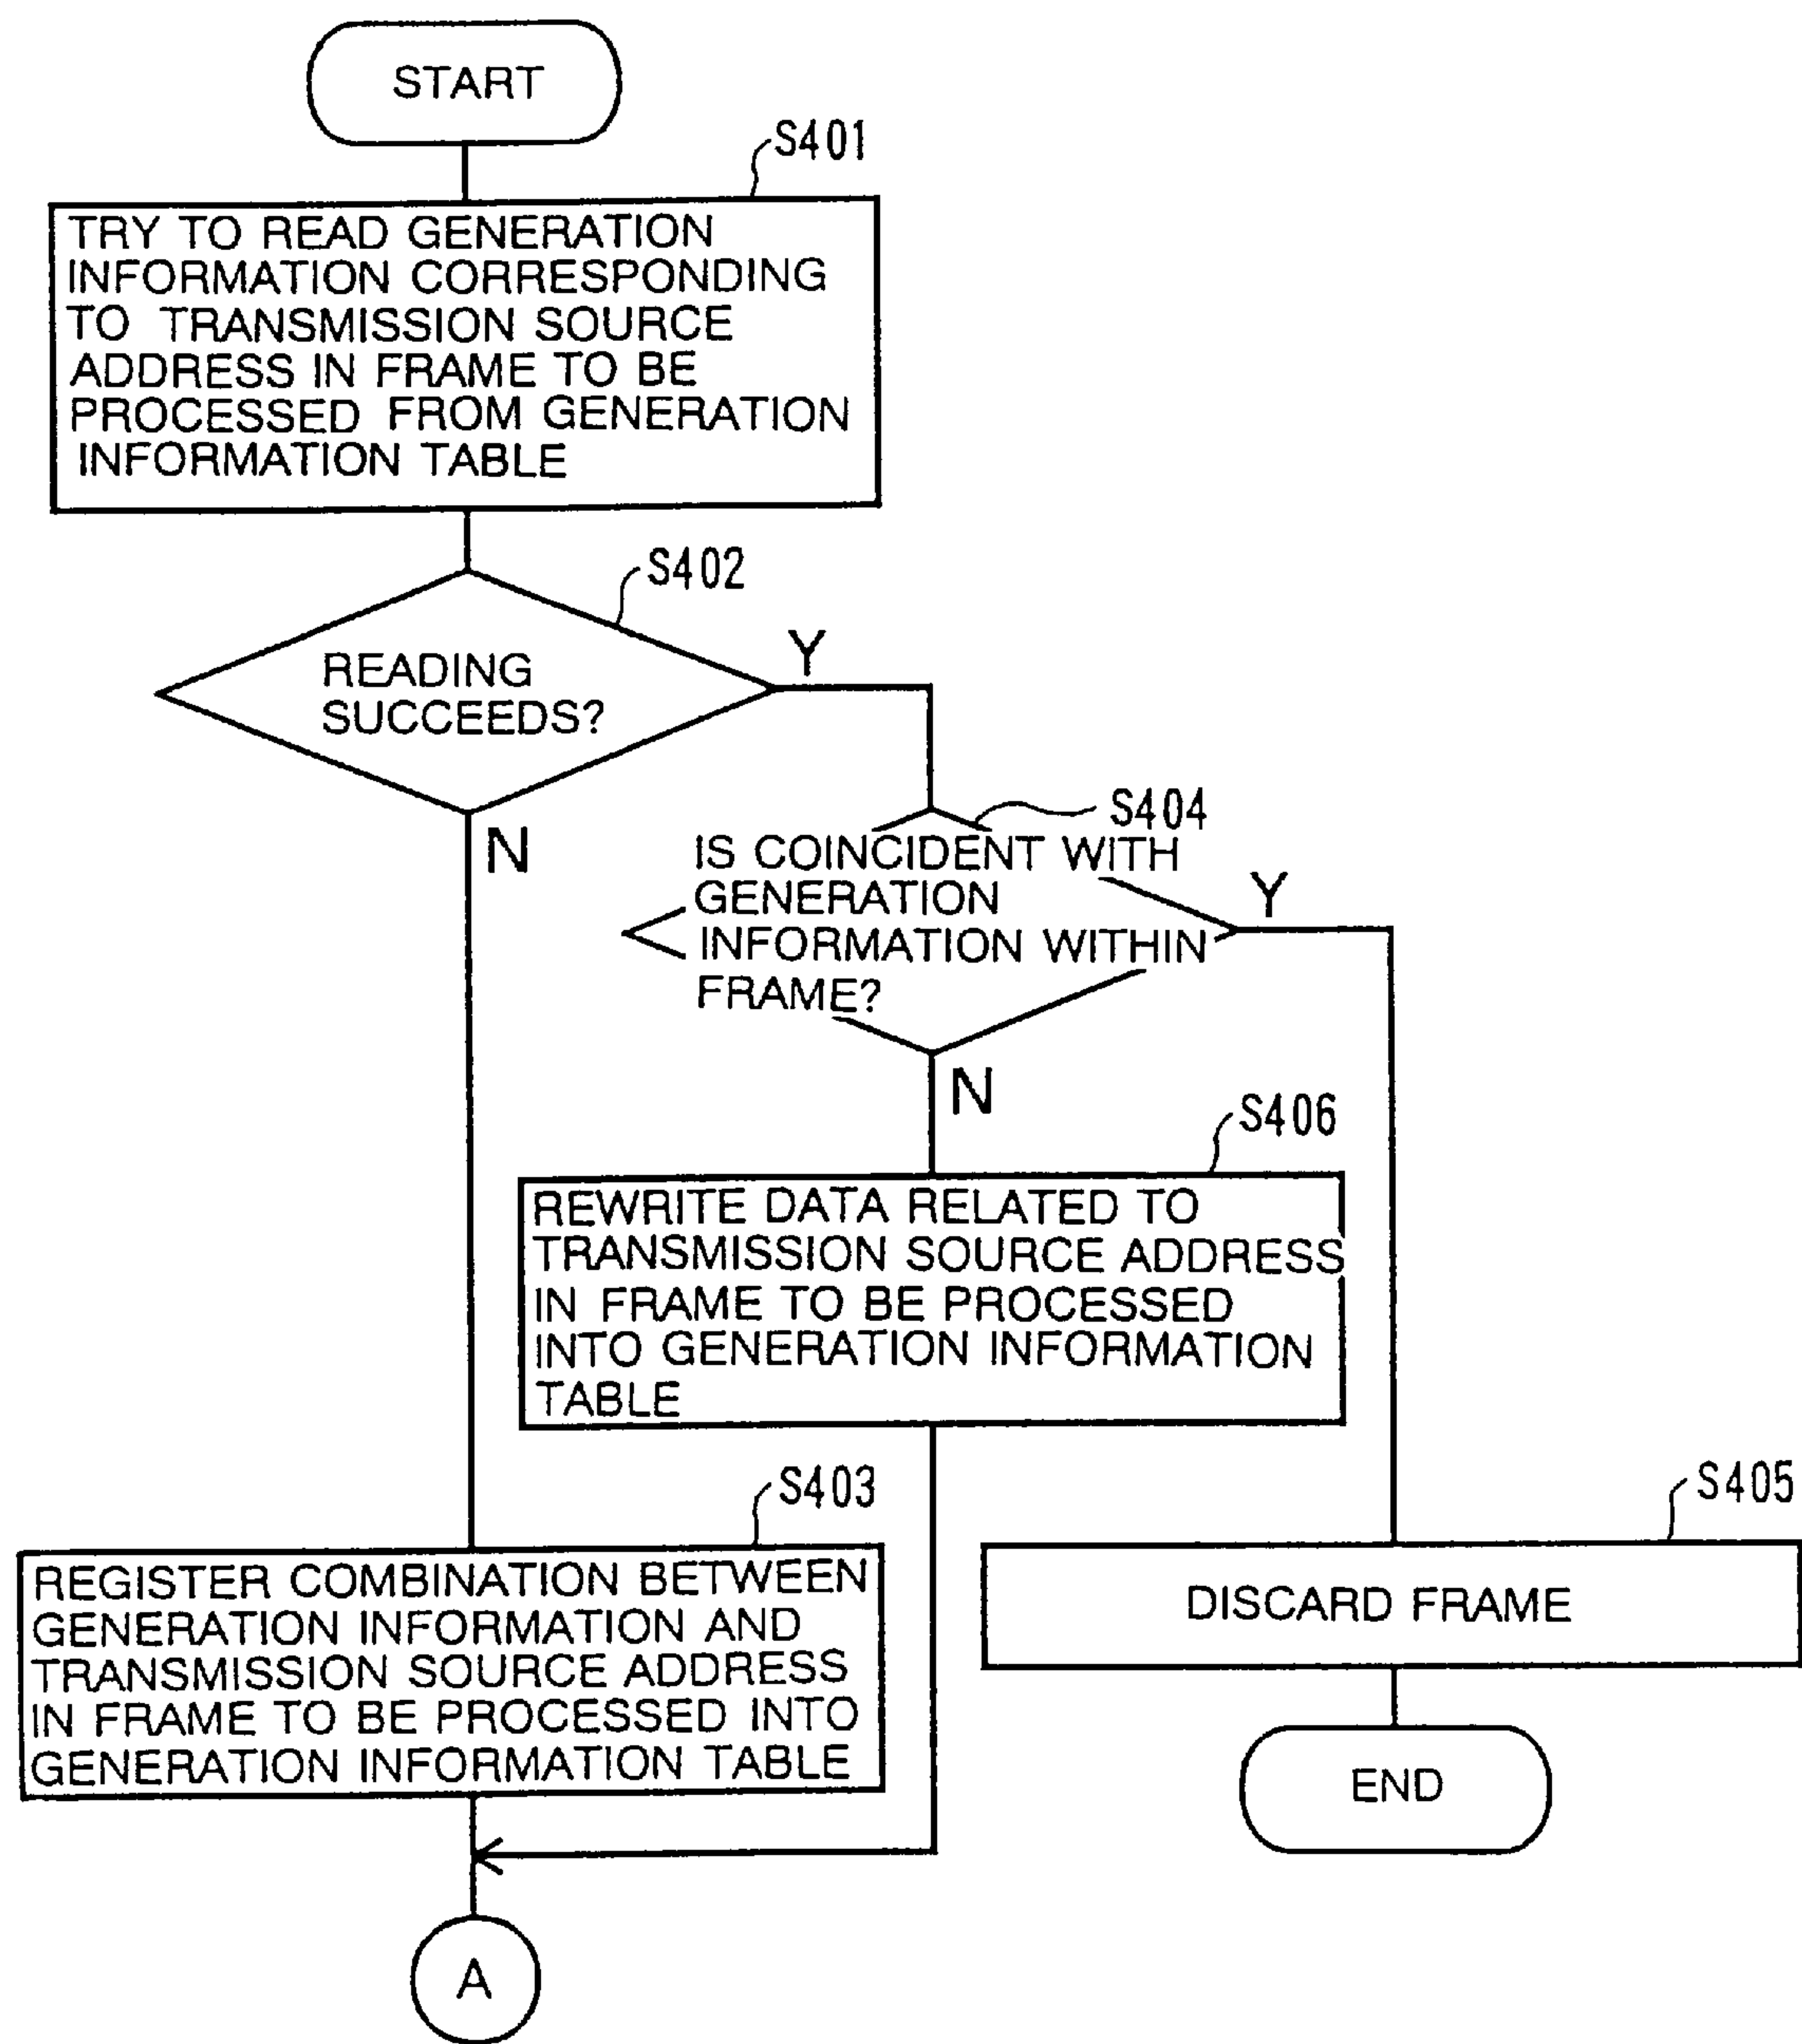 START
S401
TRY TO READ GENERATION
INFORMATION CORRESPONDING
TO TRANSMISSION SOURCE
ADDRESS IN FRAME TO BE
PROCESSED FROM GENERATION
INFORMATION TABLE
S402
READING
SUCCEEDS?
Y
N
S404
IS COINCIDENT WITH
GENERATION
INFORMATION WITHIN
FRAME?
Y
N
S406
REWRITE DATA RELATED TO
TRANSMISSION SOURCE ADDRESS
IN FRAME TO BE PROCESSED
INTO GENERATION INFORMATION
TABLE
S403
REGISTER COMBINATION BETWEEN
GENERATION INFORMATION AND
TRANSMISSION SOURCE ADDRESS
IN FRAME TO BE PROCESSED INTO
GENERATION INFORMATION TABLE
S405
DISCARD FRAME
END
A